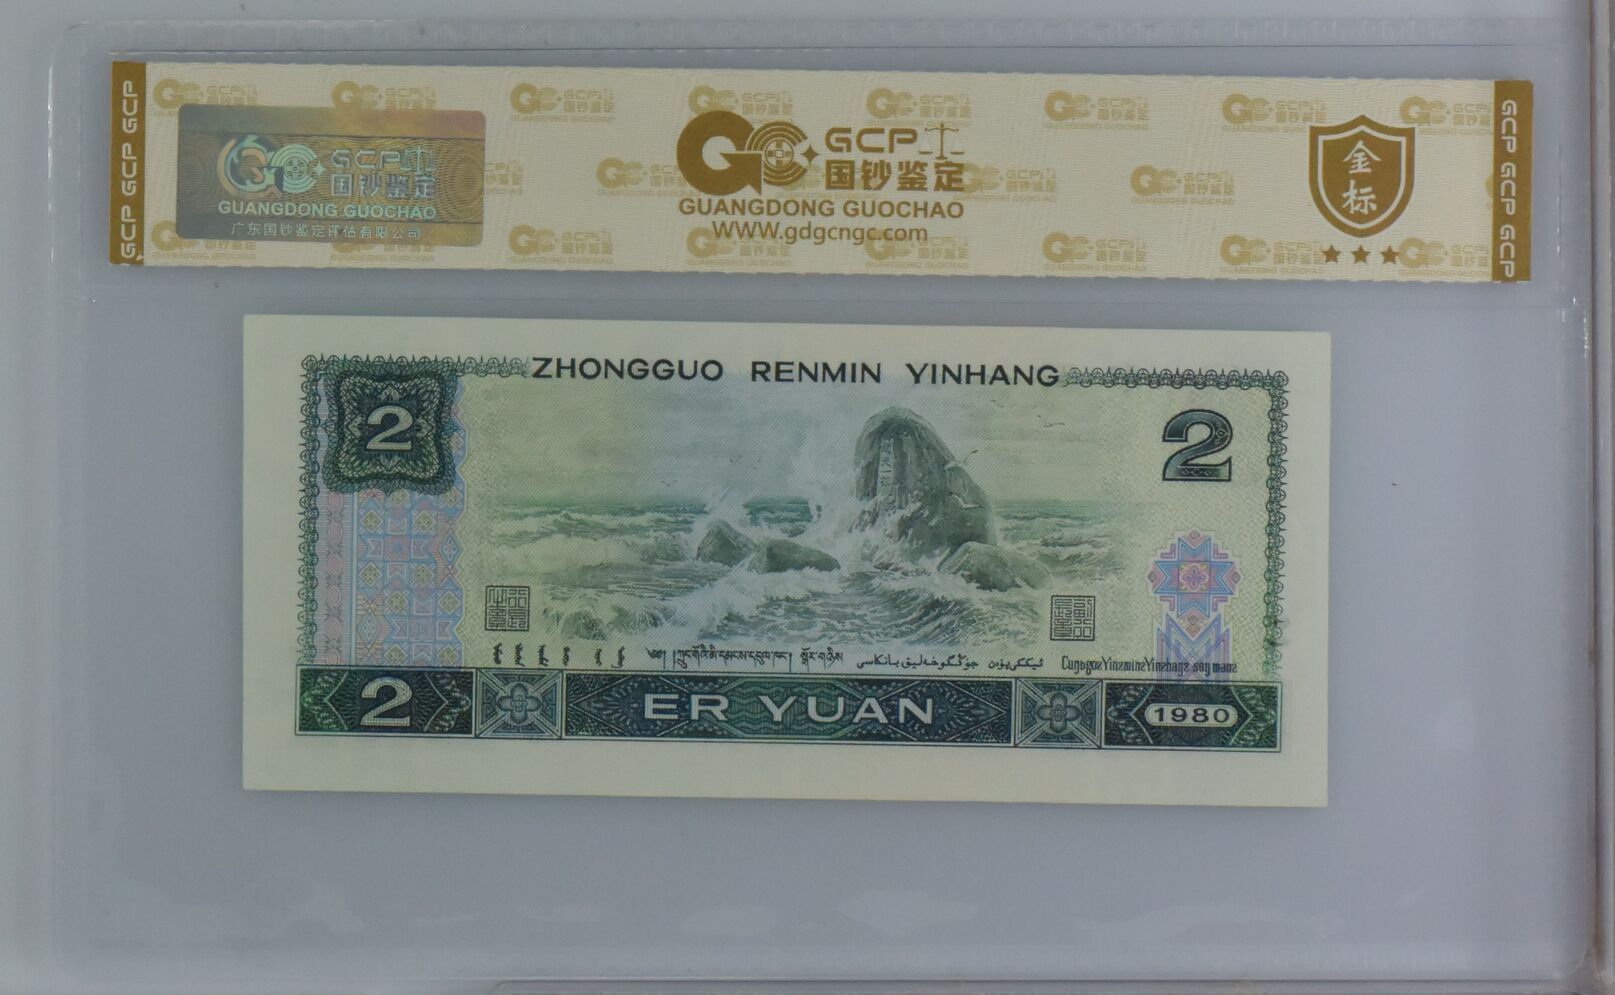 GCP GCP GCP
GCP
国钞鉴定
GUANGDONG GUOCHAO
广东国钞鉴定评估有限公司
GCP
国钞鉴定
GUANGDONG GUOCHAO
WWW.gdgcngc.com
金标
GCP GCP GCP
ZHONGGUO RENMIN YINHANG
2
2
2
ER YUAN
1980